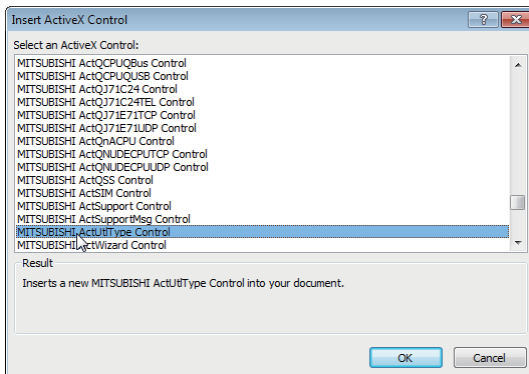 Insert ActiveX Control
Select an ActiveX Control:
MITSUBISHI ActQCPUQBus Control
MITSUBISHI ActQCPUQUSB Control
MITSUBISHI ActQJ71C24 Control
MITSUBISHI ActQJ71C24TEL Control
MITSUBISHI ActQJ71E71TCP Control
MITSUBISHI ActQJ71E71UDP Control
MITSUBISHI ActQnACPU Control
MITSUBISHI ActQNUDECPUTCP Control
MITSUBISHI ActQNUDECPUUDP Control
MITSUBISHI ActQSS Control
MITSUBISHI ActSIM Control
MITSUBISHI ActSupport Control
MITSUBISHI ActSupportMsg Control
MITSUBISHI ActUtlType Control
MITSUBISHI ActWizard Control
Result
Inserts a new MITSUBISHI ActUtlType Control into your document.
OK
Cancel